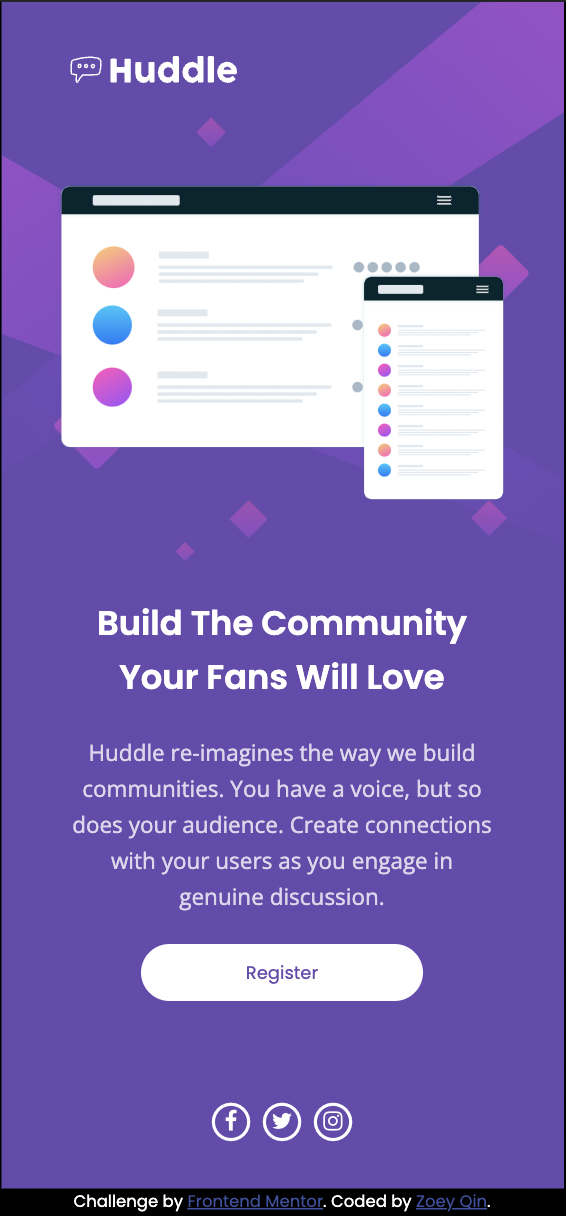 Huddle
Build The Community
Your Fans Will Love
Huddle re-imagines the way we build
communities. You have a voice, but so
does your audience. Create connections
with your users as you engage in
genuine discussion.
Register
Challenge by Frontend Mentor. Coded by Zoey Qin.